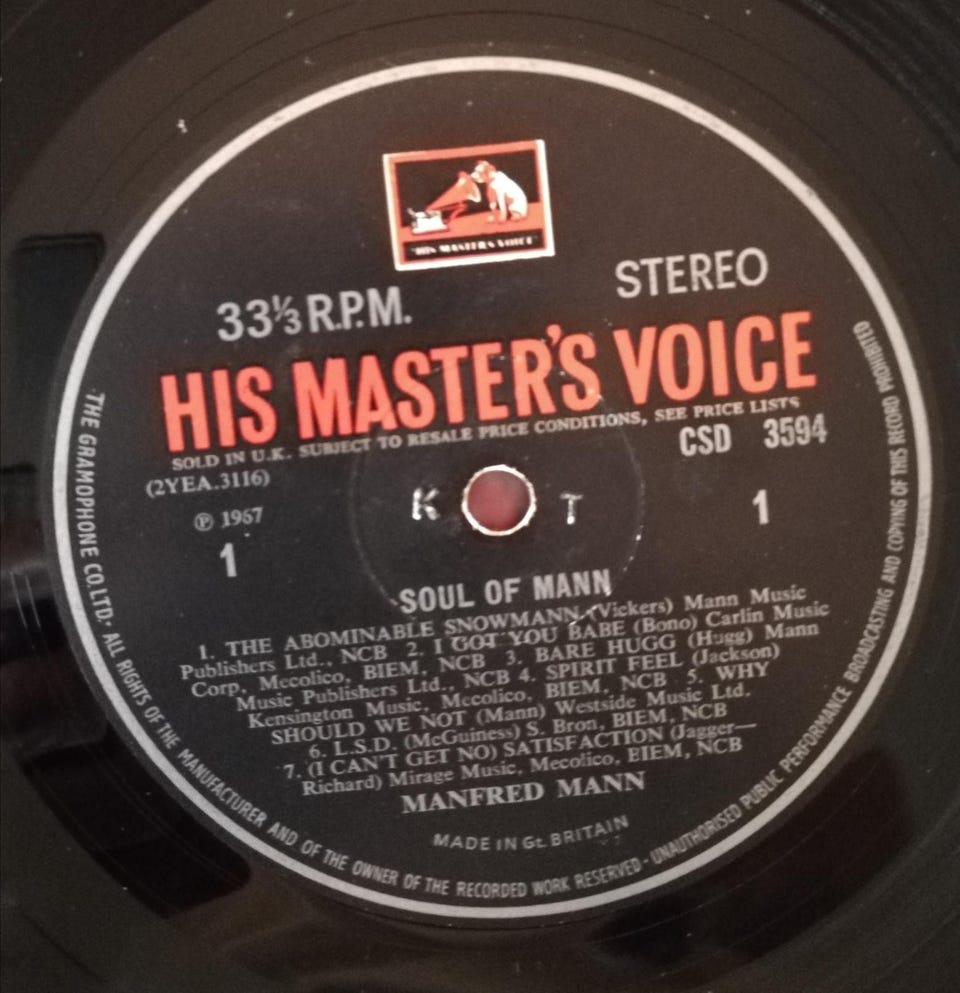 "HIS MASTER'S VOICE"
STEREO
33⅓ R.P.M.
HIS MASTER'S VOICE
SOLD IN U.K. SUBJECT TO RESALE PRICE CONDITIONS, SEE PRICE LISTS
CSD 3594
(2YEA.3116)
K T
℗ 1967
1
1
SOUL OF MANN
1. THE ABOMINABLE SNOWMANN (Vickers) Mann Music
Publishers Ltd., NCB 2. I GOT YOU BABE (Bono) Carlin Music
Corp, Mecolico, BIEM, NCB 3. BARE HUGG (Hugg) Mann
Music Publishers Ltd., NCB 4. SPIRIT FEEL (Jackson)
Kensington Music, Mecolico, BIEM, NCB 5. WHY
SHOULD WE NOT (Mann) Westside Music Ltd.
6. L.S.D. (McGuiness) S. Bron, BIEM, NCB
7. (I CAN'T GET NO) SATISFACTION (Jagger—
Richard) Mirage Music, Mecolico, BIEM, NCB
MANFRED MANN
MADE IN Gt. BRITAIN
THE GRAMOPHONE CO. LTD. · ALL RIGHTS OF THE MANUFACTURER AND OF THE OWNER OF THE RECORDED WORK RESERVED · UNAUTHORISED PUBLIC PERFORMANCE BROADCASTING AND COPYING OF THIS RECORD PROHIBITED